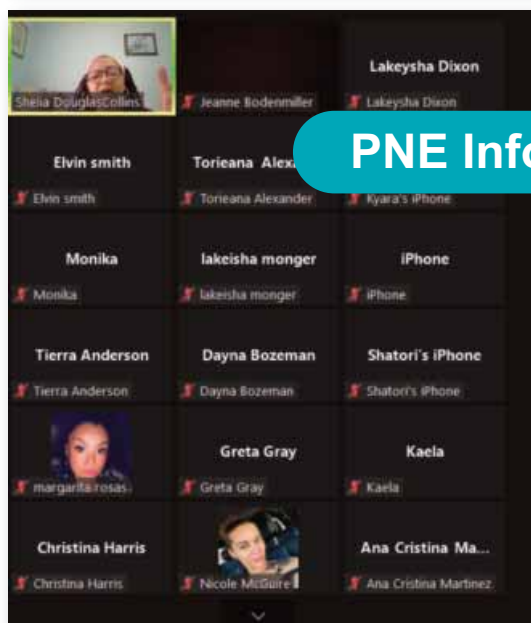 Sheila DouglasCollins
Jeanne Bodenmiller
Lakeysha Dixon
Lakeysha Dixon
PNE Info
Elvin smith
Elvin smith
Torieana Alex
Torieana Alexander
Kyara's iPhone
Monika
Monika
lakeisha monger
lakeisha monger
iPhone
iPhone
Tierra Anderson
Tierra Anderson
Dayna Bozeman
Dayna Bozeman
Shatori's iPhone
Shatori's iPhone
margarita rosas
Greta Gray
Greta Gray
Kaela
Kaela
Christina Harris
Christina Harris
Nicole McGuire
Ana Cristina Ma...
Ana Cristina Martinez